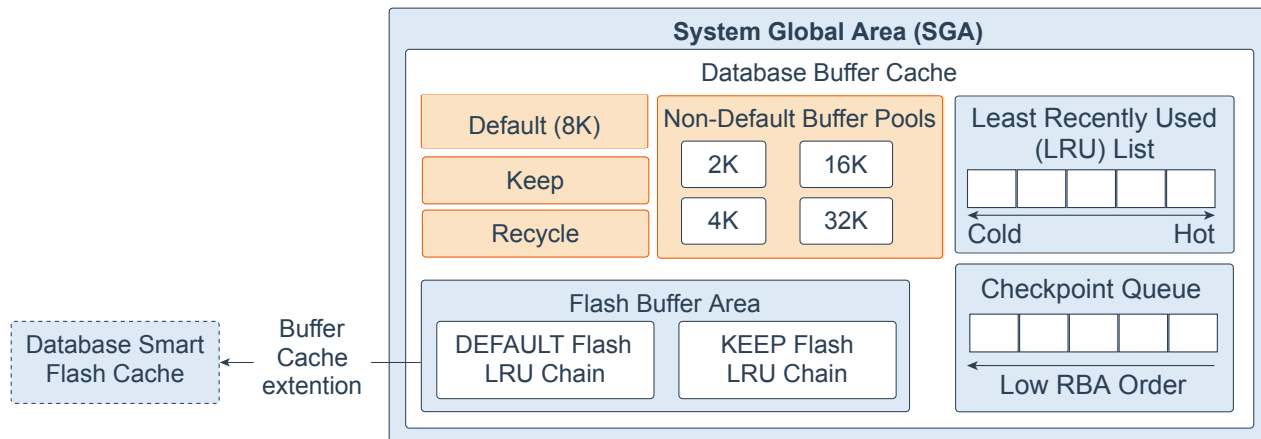 System Global Area (SGA)
Database Buffer Cache
Default (8K)
Keep
Recycle
Non-Default Buffer Pools
2K
16K
4K
32K
Least Recently Used
(LRU) List
Cold
Hot
Flash Buffer Area
DEFAULT Flash
LRU Chain
KEEP Flash
LRU Chain
Checkpoint Queue
Low RBA Order
Buffer
Cache
extention
Database Smart
Flash Cache